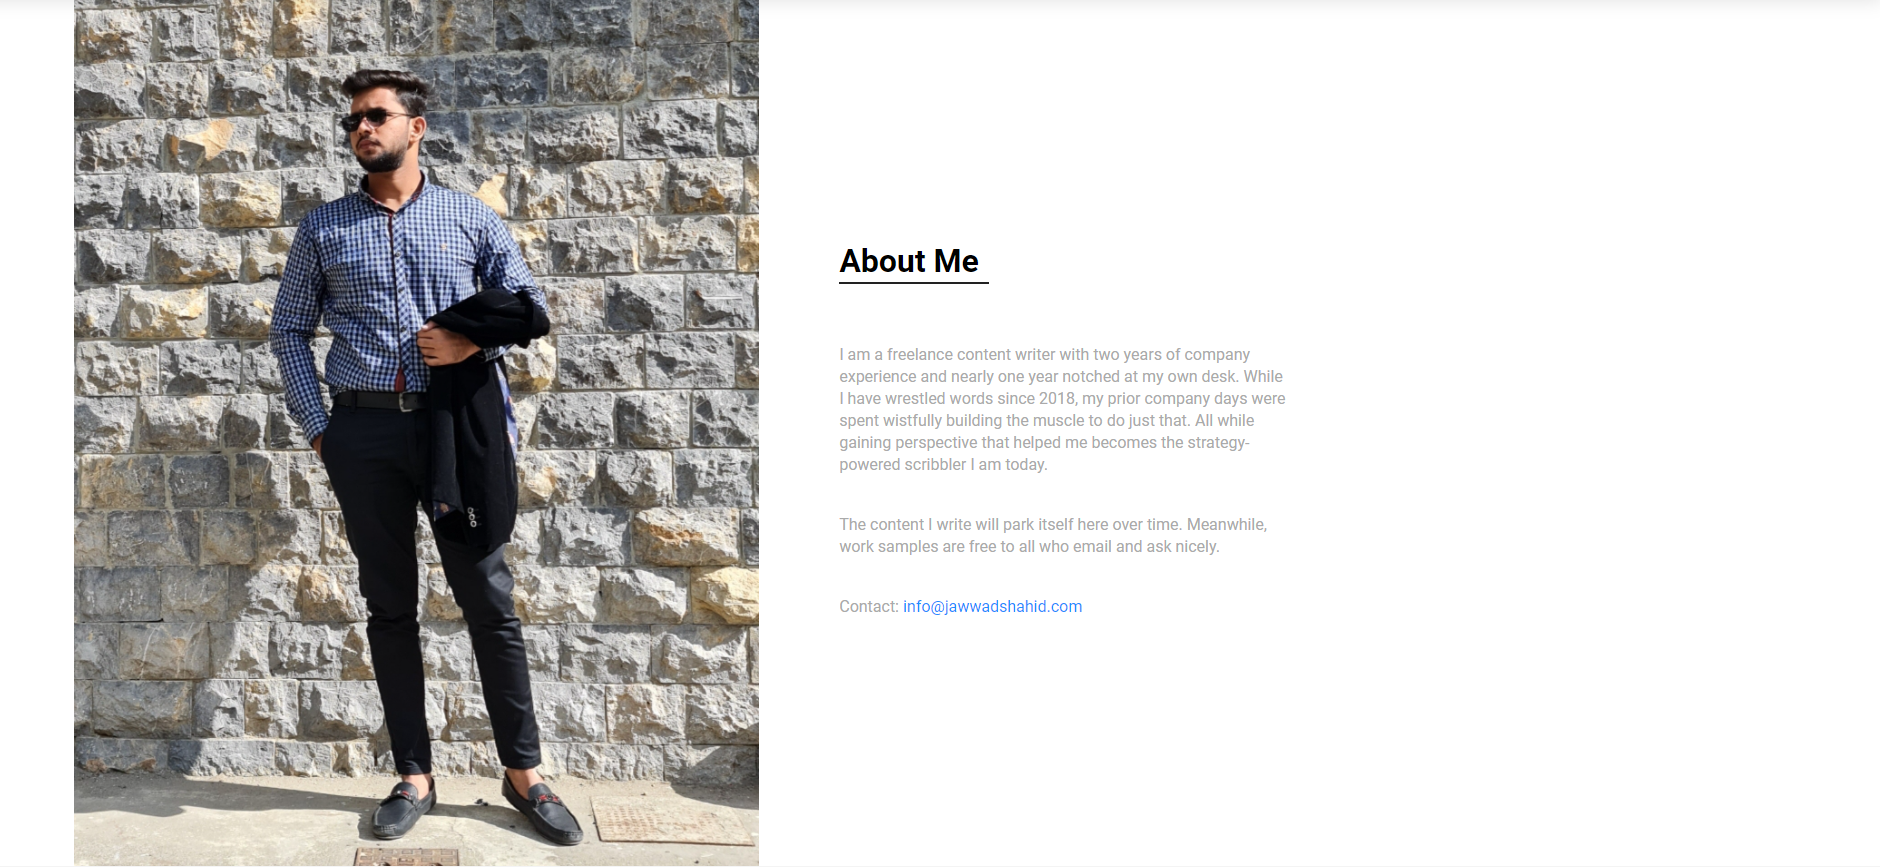 About Me
I am a freelance content writer with two years of company
experience and nearly one year notched at my own desk. While
I have wrestled words since 2018, my prior company days were
spent wistfully building the muscle to do just that. All while
gaining perspective that helped me becomes the strategy-
powered scribbler I am today.
The content I write will park itself here over time. Meanwhile,
work samples are free to all who email and ask nicely.
Contact: info@jawwadshahid.com